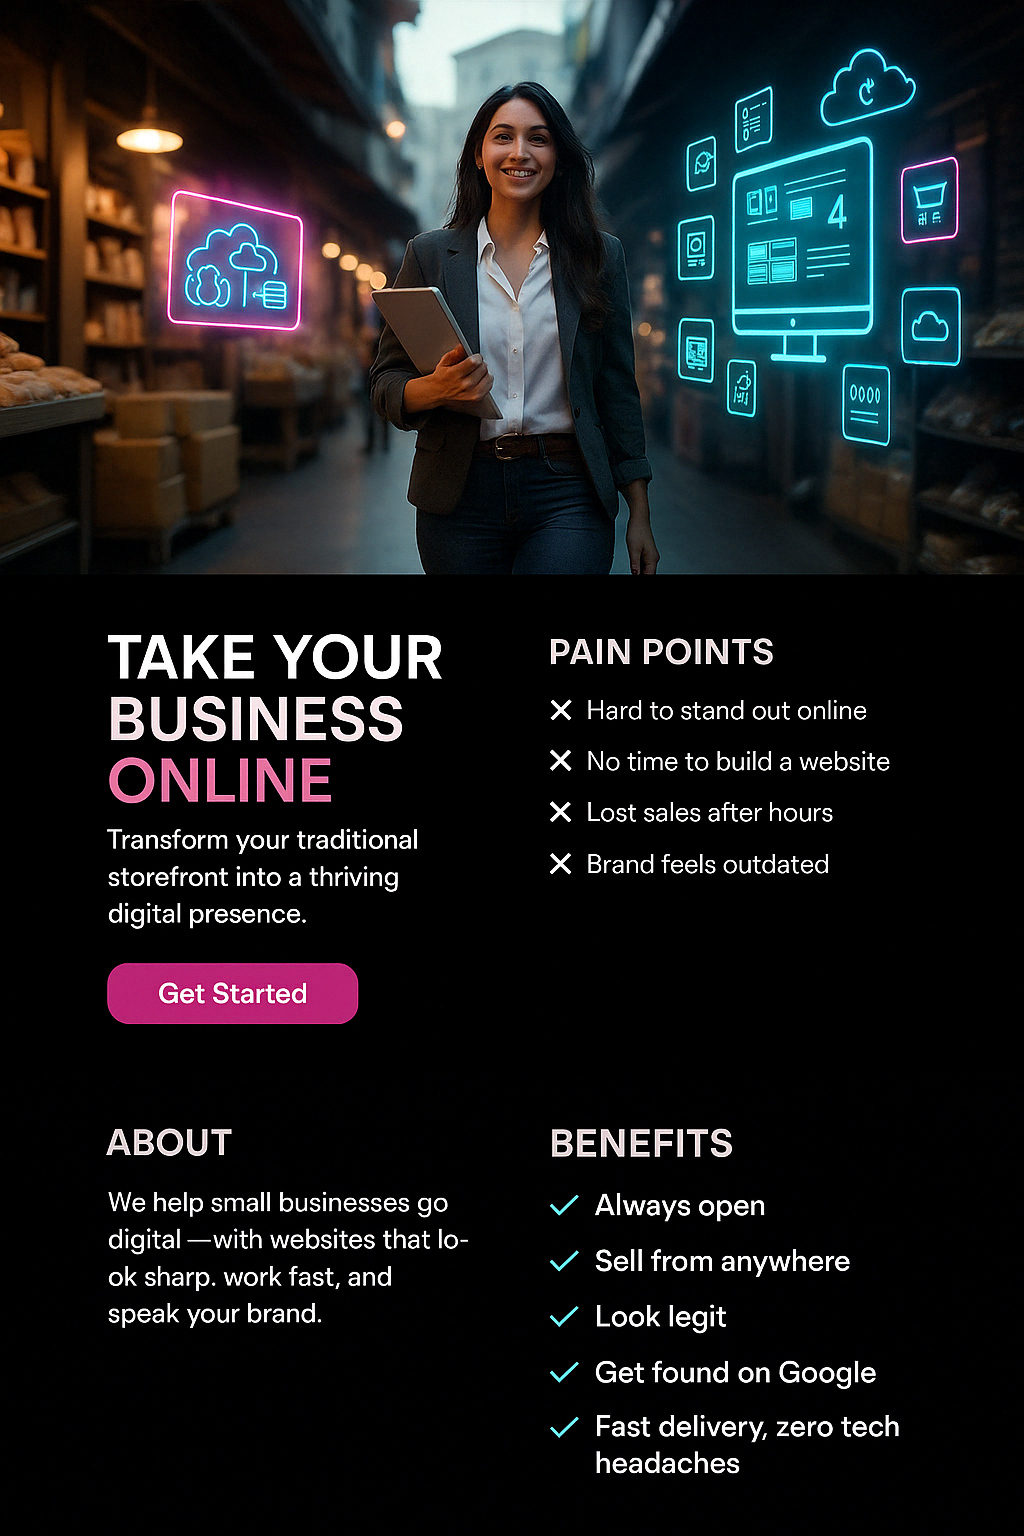 4
TAKE YOUR
BUSINESS
ONLINE
Transform your traditional
storefront into a thriving
digital presence.
Get Started
PAIN POINTS
Hard to stand out online
No time to build a website
Lost sales after hours
Brand feels outdated
ABOUT
We help small businesses go
digital —with websites that lo-
ok sharp. work fast, and
speak your brand.
BENEFITS
Always open
Sell from anywhere
Look legit
Get found on Google
Fast delivery, zero tech
headaches